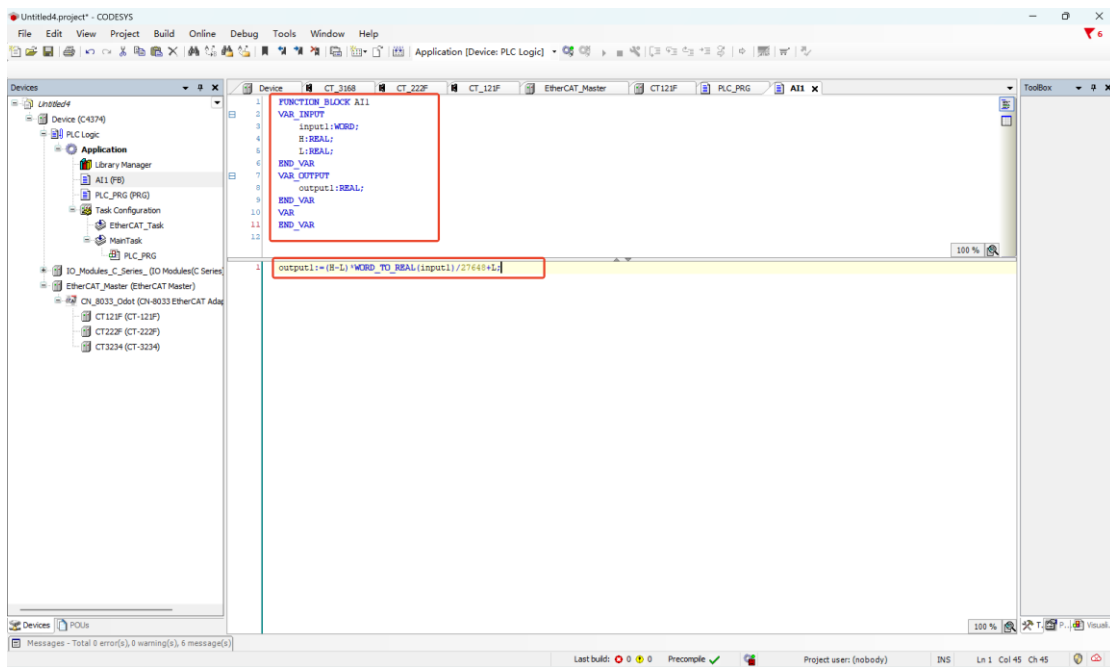 Untitled4.project* - CODESYS
File Edit View Project Build Online Debug Tools Window Help
6
Application [Device: PLC Logic]
Devices
Device CT_3168 CT_222F CT_121F EtherCAT_Master CT121F PLC_PRG AI1
ToolBox
Untitled4
Device (C4374)
PLC Logic
Application
Library Manager
AI1 (FB)
PLC_PRG (PRG)
Task Configuration
EtherCAT_Task
MainTask
PLC_PRG
IO_Modules_C_Series_ (IO Modules(C Series
EtherCAT_Master (EtherCAT Master)
CN_8033_Odot (CN-8033 EtherCAT Adap
CT121F (CT-121F)
CT222F (CT-222F)
CT3234 (CT-3234)
1 FUNCTION_BLOCK AI1
2 VAR_INPUT
3 input1:WORD;
4 H:REAL;
5 L:REAL;
6 END_VAR
7 VAR_OUTPUT
8 output1:REAL;
9 END_VAR
10 VAR
11 END_VAR
12
100 %
1 output1:=(H-L)*WORD_TO_REAL(input1)/27648+L;
100 %
Devices POUs
T. P... Visuali.
Messages - Total 0 error(s), 0 warning(s), 6 message(s)
Last build: 0 0 Precompile Project user: (nobody) INS Ln 1 Col 45 Ch 45